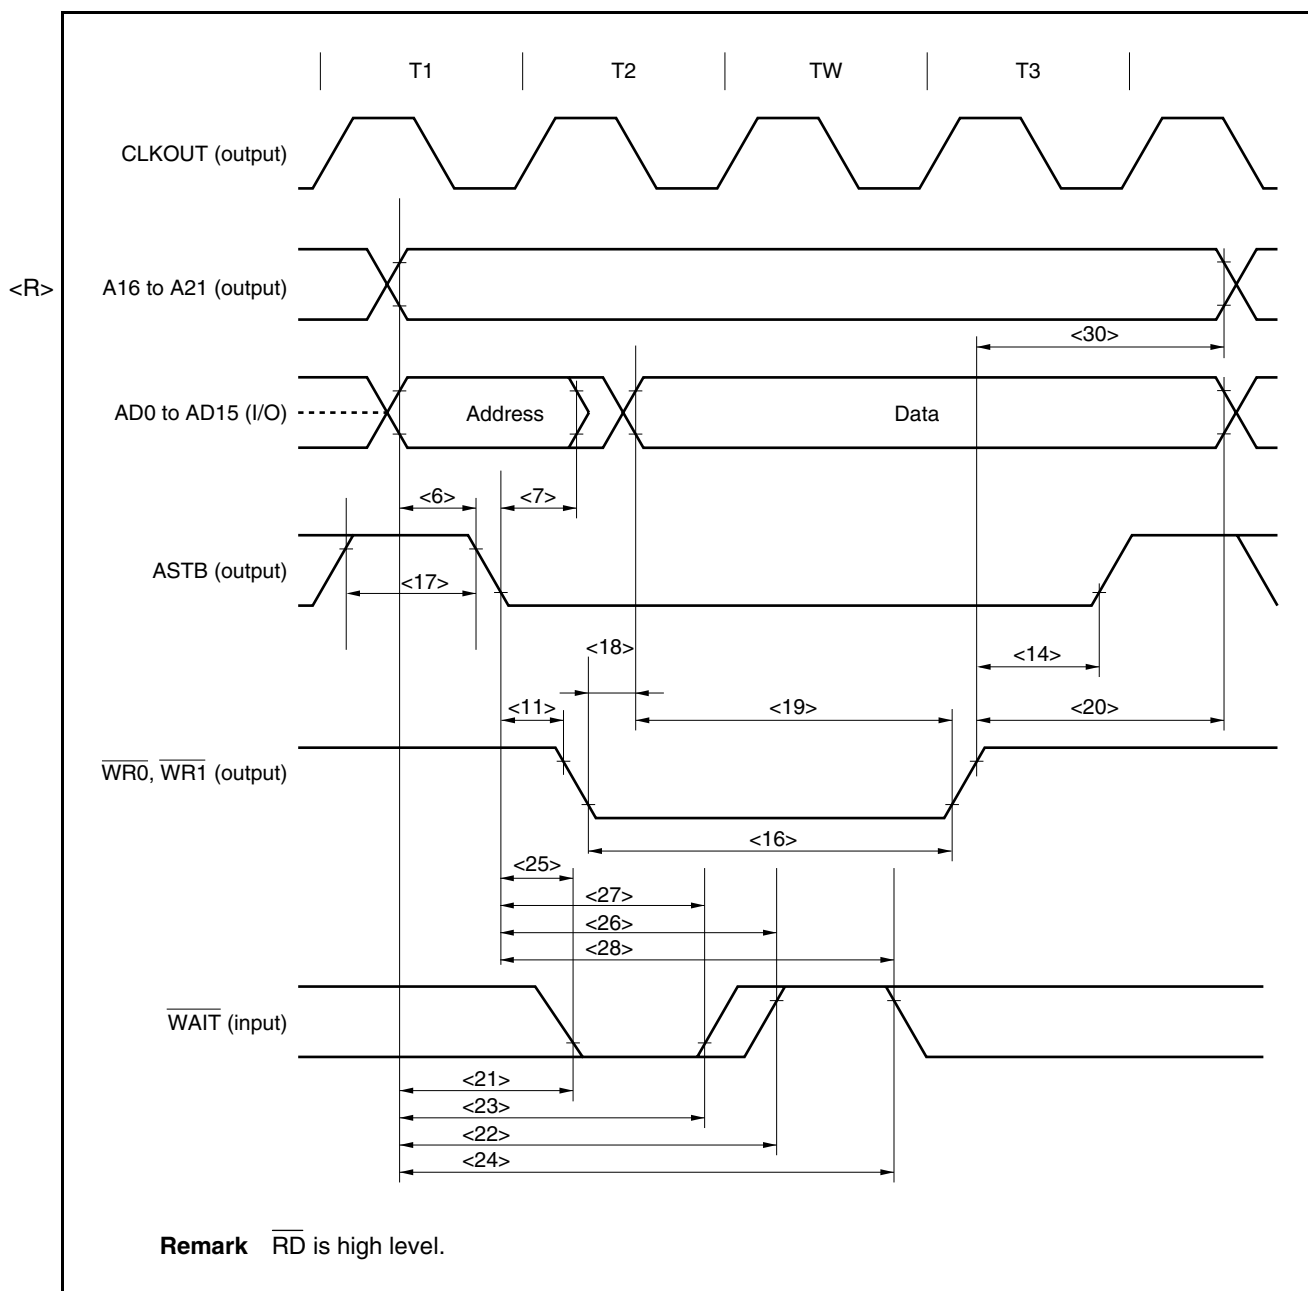 T1 T2 TW T3
CLKOUT (output)
<R>
A16 to A21 (output)
<30>
AD0 to AD15 (I/O)
Address
Data
<6>
<7>
ASTB (output)
<17>
<18>
<14>
<11>
<19>
<20>
WR0, WR1 (output)
<16>
<25>
<27>
<26>
<28>
WAIT (input)
<21>
<23>
<22>
<24>
Remark RD is high level.